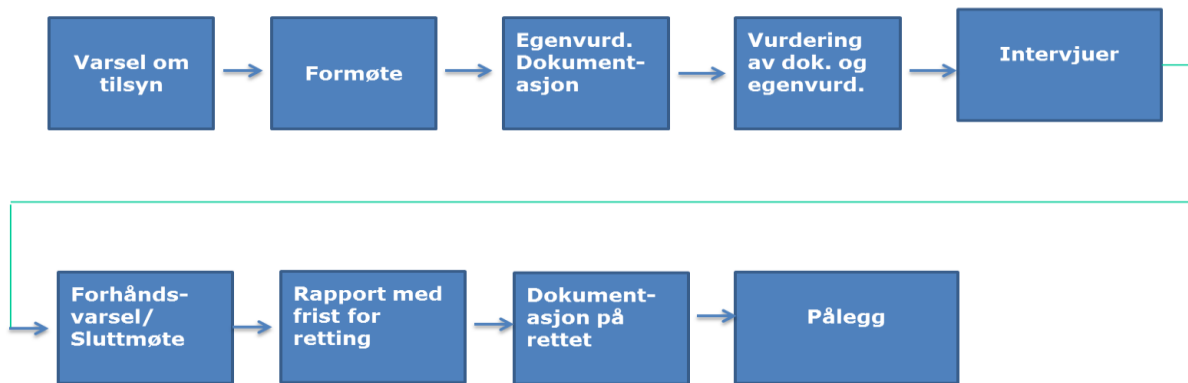 Varsel om
tilsyn
Formøte
Egenvurd.
Dokument-
asjon
Vurdering
av dok. og
egenvurd.
Intervjuer
Forhånds-
varsel/
Sluttmøte
Rapport med
frist for
retting
Dokument-
asjon på
rettet
Pålegg